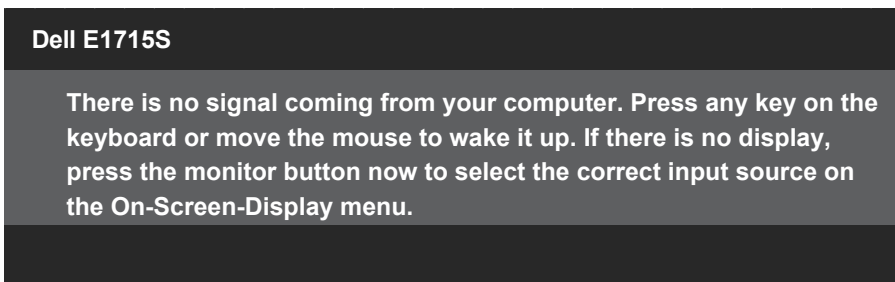 Dell E1715S
There is no signal coming from your computer. Press any key on the
keyboard or move the mouse to wake it up. If there is no display,
press the monitor button now to select the correct input source on
the On-Screen-Display menu.